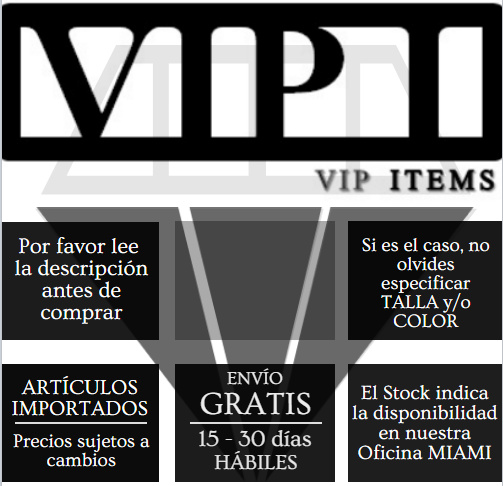 VIPI
VIP ITEMS
Por favor lee
la descripción
antes de
comprar
Si es el caso, no
olvides
especificar
TALLA y/o
COLOR
ARTÍCULOS
IMPORTADOS
Precios sujetos a
cambios
ENVÍO
GRATIS
15 - 30 días
HÁBILES
El Stock indica
la disponibilidad
en nuestra
Oficina MIAMI